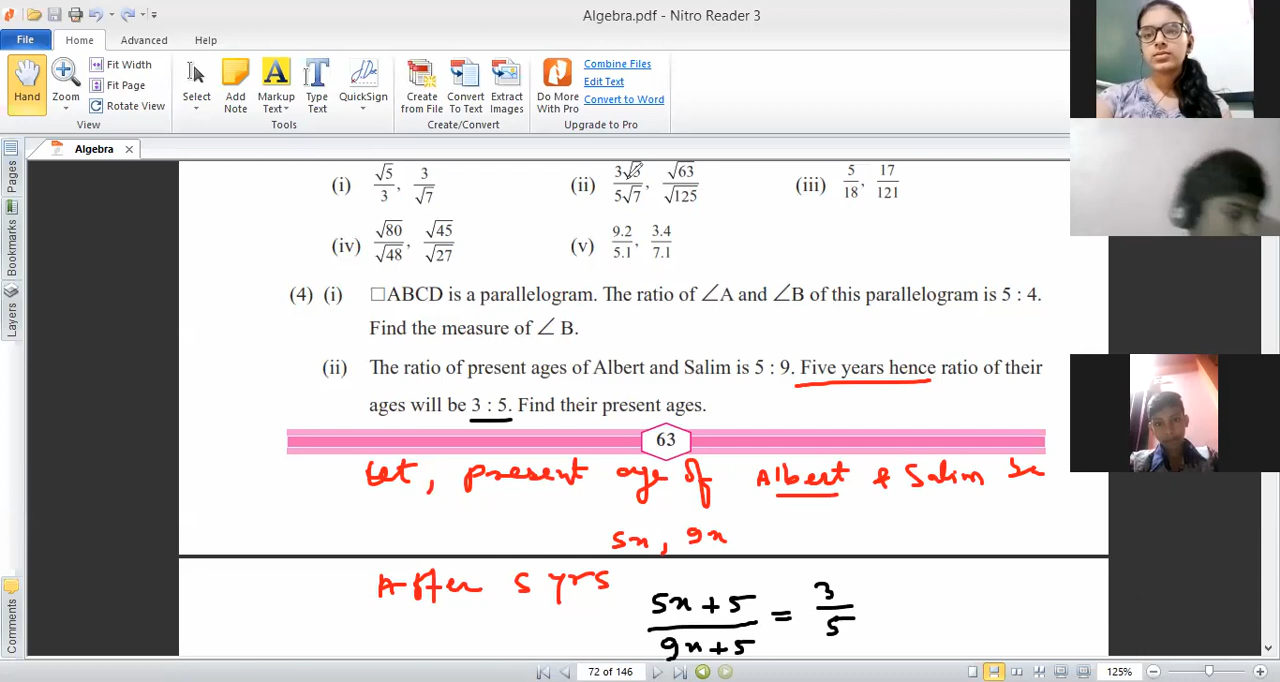 Algebra.pdf - Nitro Reader 3
File Home Advanced Help
Hand Zoom Fit Width Fit Page Rotate View View
Select Add Note Markup Text Type Text QuickSign Tools
Create from File Convert To Text Extract Images Create/Convert
Do More With Pro Combine Files Edit Text Convert to Word Upgrade to Pro
Algebra
Pages
Bookmarks
Layers
Comments
(i) √5/3, 3/√7 (ii) 3√5/5√7, √63/√125 (iii) 5/18, 17/121
(iv) √80/√48, √45/√27 (v) 9.2/5.1, 3.4/7.1
(4) (i) □ABCD is a parallelogram. The ratio of ∠A and ∠B of this parallelogram is 5 : 4.
Find the measure of ∠ B.
(ii) The ratio of present ages of Albert and Salim is 5 : 9. Five years hence ratio of their
ages will be 3 : 5. Find their present ages.
63
Let, present age of Albert & Salim be
5x, 9x
After 5 yrs
5x+5/9x+5 = 3/5
72 of 146
125%